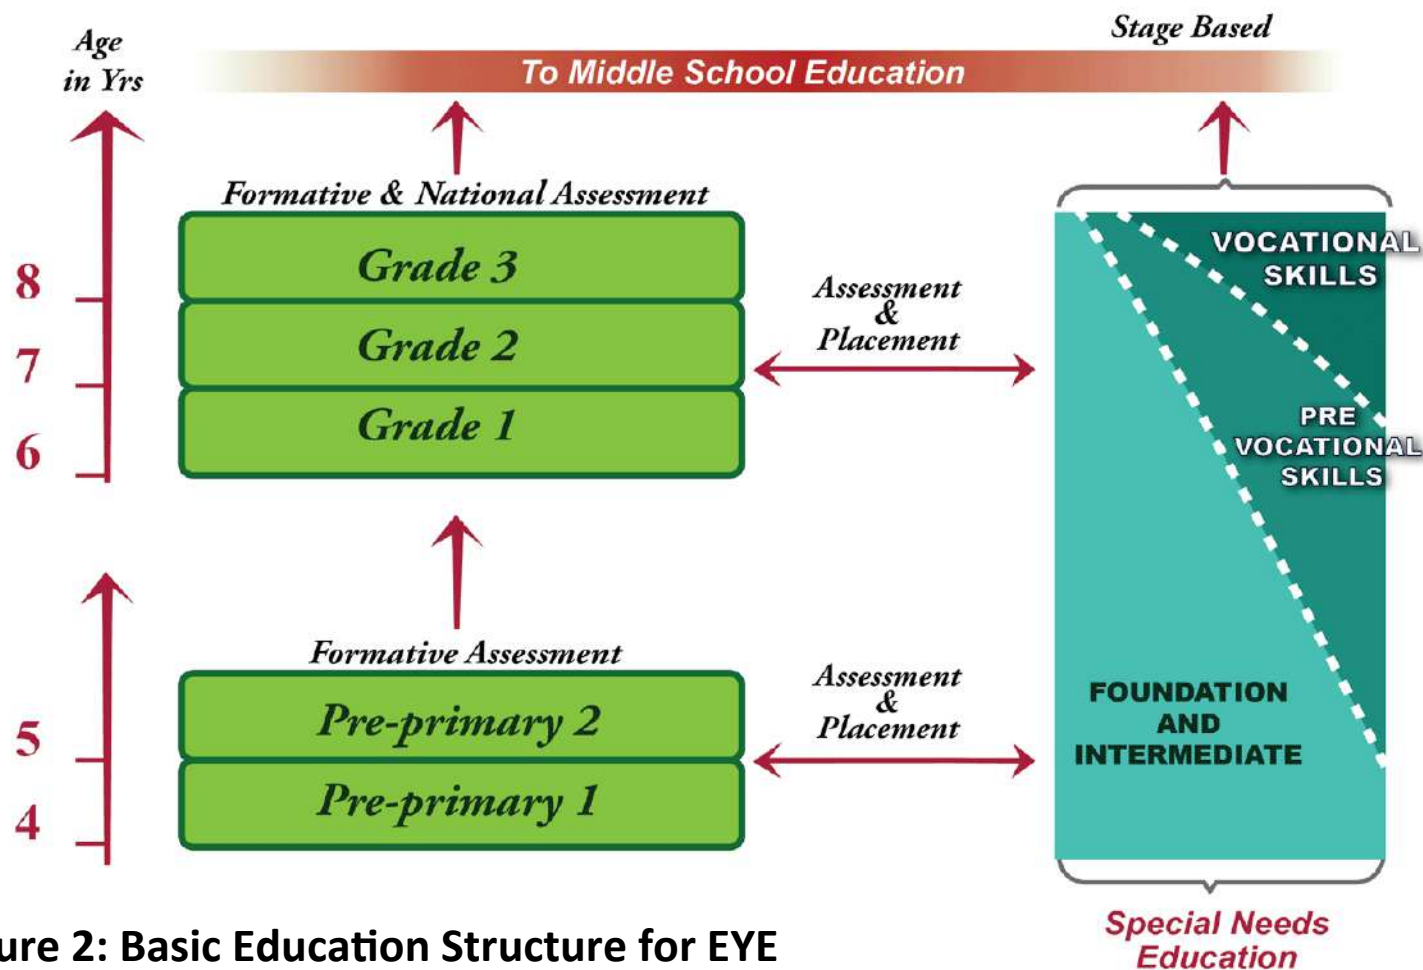 Age
in Yrs
Stage Based
To Middle School Education
Formative & National Assessment
Grade 3
Grade 2
Grade 1
8
7
6
Assessment
&
Placement
VOCATIONAL
SKILLS
PRE
VOCATIONAL
SKILLS
Formative Assessment
Pre-primary 2
Pre-primary 1
5
4
Assessment
&
Placement
FOUNDATION
AND
INTERMEDIATE
Special Needs
Education
ure 2: Basic Education Structure for EYE